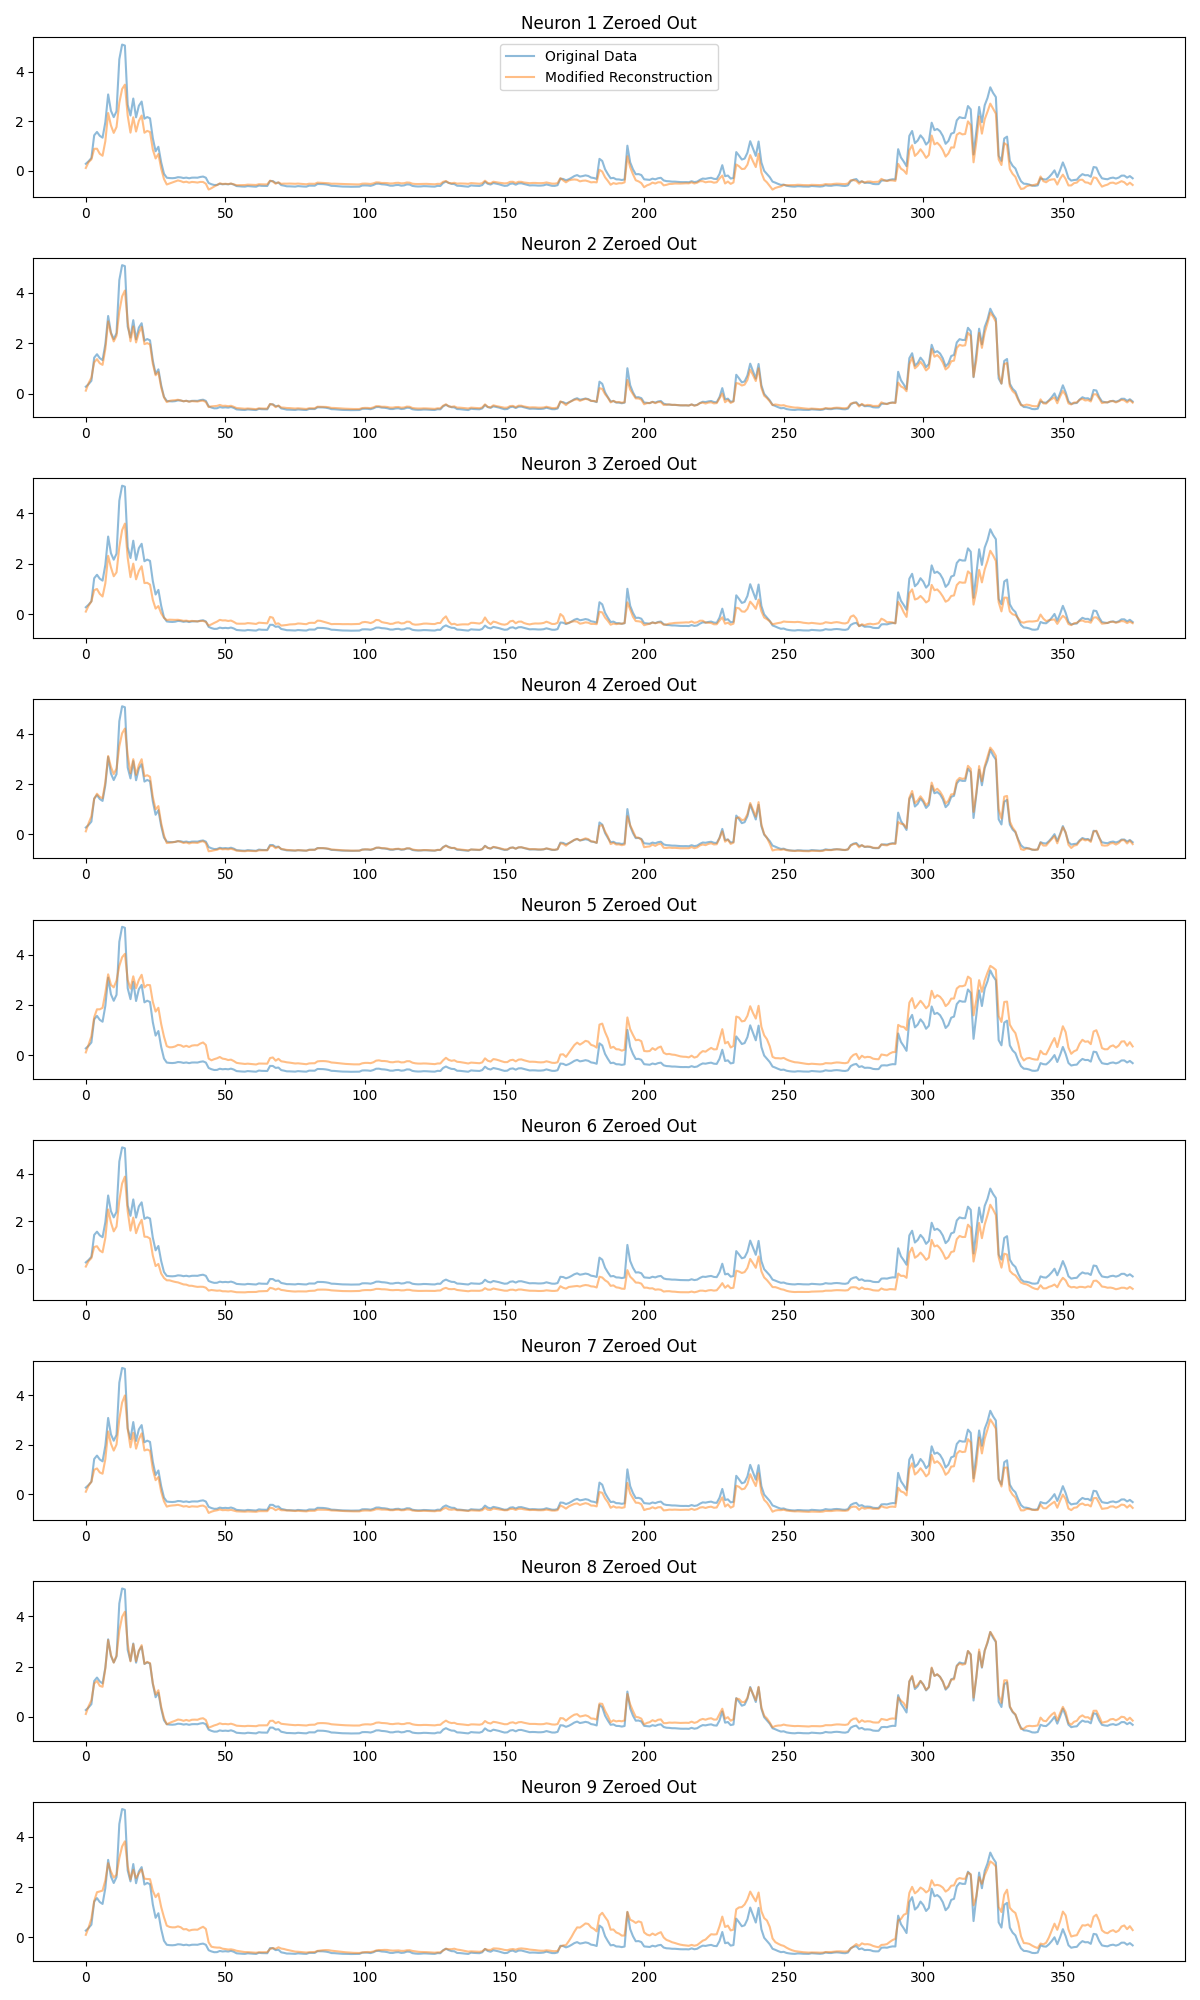 Neuron 1 Zeroed Out
Original Data
Modified Reconstruction
4
2
0
0 50 100 150 200 250 300 350
Neuron 2 Zeroed Out
4
2
0
0 50 100 150 200 250 300 350
Neuron 3 Zeroed Out
4
2
0
0 50 100 150 200 250 300 350
Neuron 4 Zeroed Out
4
2
0
0 50 100 150 200 250 300 350
Neuron 5 Zeroed Out
4
2
0
0 50 100 150 200 250 300 350
Neuron 6 Zeroed Out
4
2
0
0 50 100 150 200 250 300 350
Neuron 7 Zeroed Out
4
2
0
0 50 100 150 200 250 300 350
Neuron 8 Zeroed Out
4
2
0
0 50 100 150 200 250 300 350
Neuron 9 Zeroed Out
4
2
0
0 50 100 150 200 250 300 350